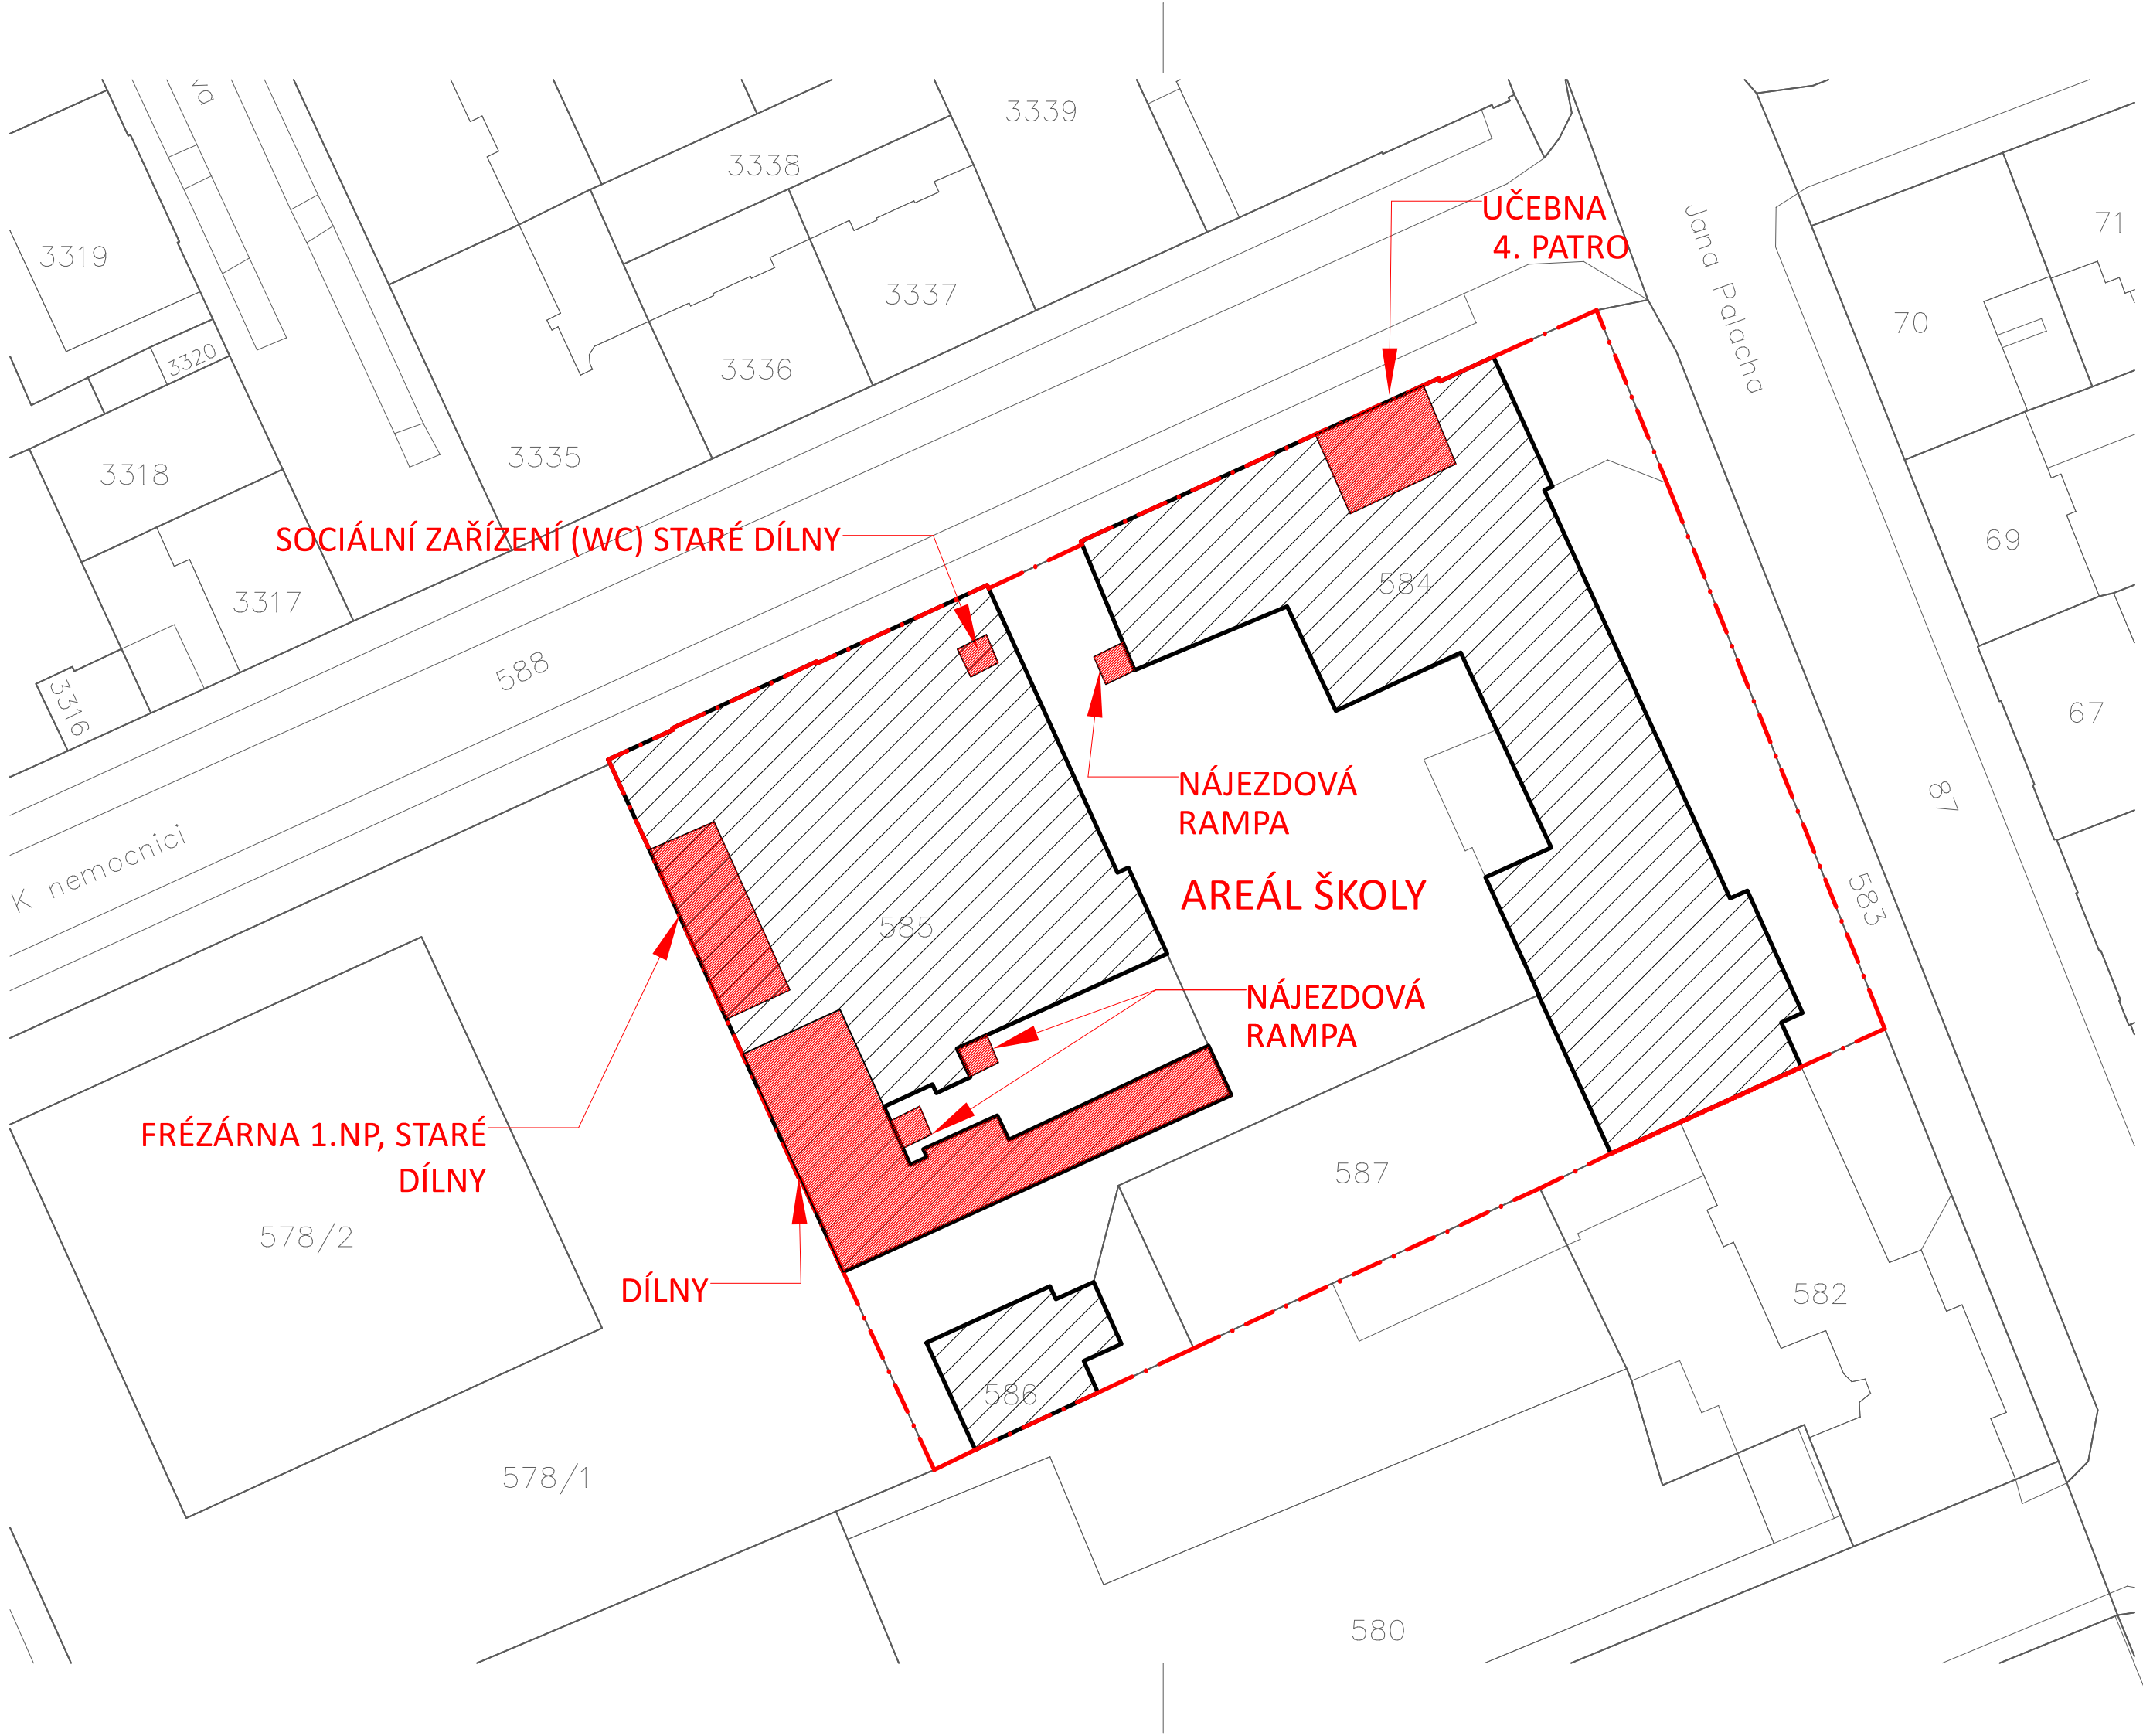 3339
3338
3319
3337
3320
3336
3335
3318
3317
3316
71
70
69
67
87
Jana Palacha
UČEBNA
4. PATRO
SOCIÁLNÍ ZAŘÍZENÍ (WC) STARÉ DÍLNY
584
588
K nemocnici
NÁJEZDOVÁ
RAMPA
AREÁL ŠKOLY
585
583
NÁJEZDOVÁ
RAMPA
FRÉZÁRNA 1.NP, STARÉ
DÍLNY
578/2
587
DÍLNY
582
586
578/1
580